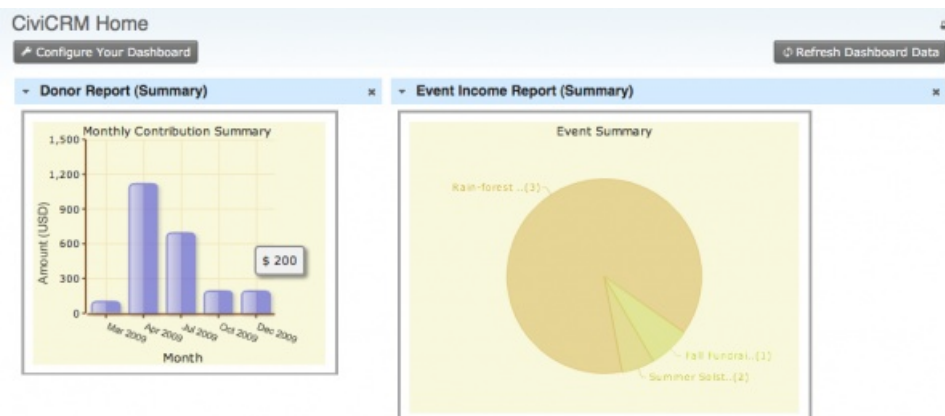 CiviCRM Home
Configure Your Dashboard
Refresh Dashboard Data
Donor Report (Summary)
Event Income Report (Summary)
Monthly Contribution Summary
1,500
1,200
900
600
300
0
Amount (USD)
$ 200
Mar 2009
Apr 2009
Jul 2009
Oct 2009
Dec 2009
Month
Event Summary
Rain-forest ..(3)
Fall Fundrai..(1)
Summer Solst..(2)